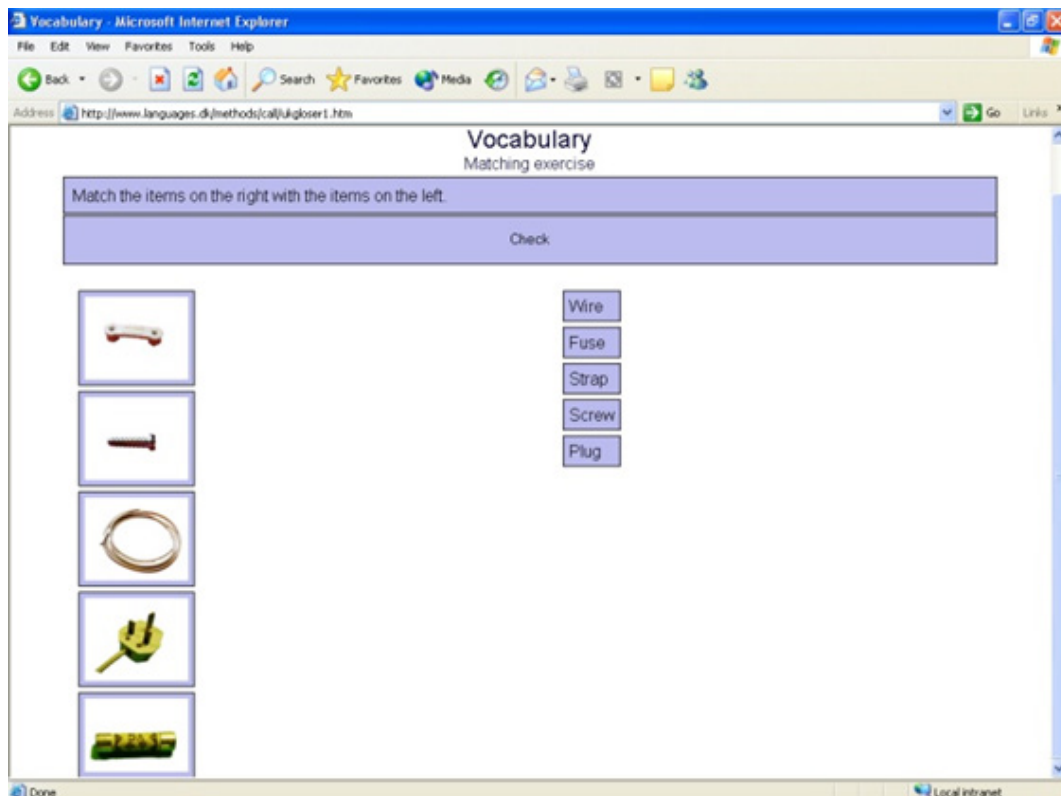 Vocabulary - Microsoft Internet Explorer
File Edit View Favorites Tools Help
Back Search Favorites Media
Address http://www.languages.dk/methods/call/ukgloser1.htm Go Links
Vocabulary
Matching exercise
Match the items on the right with the items on the left.
Check
Wire
Fuse
Strap
Screw
Plug
Done Local intranet